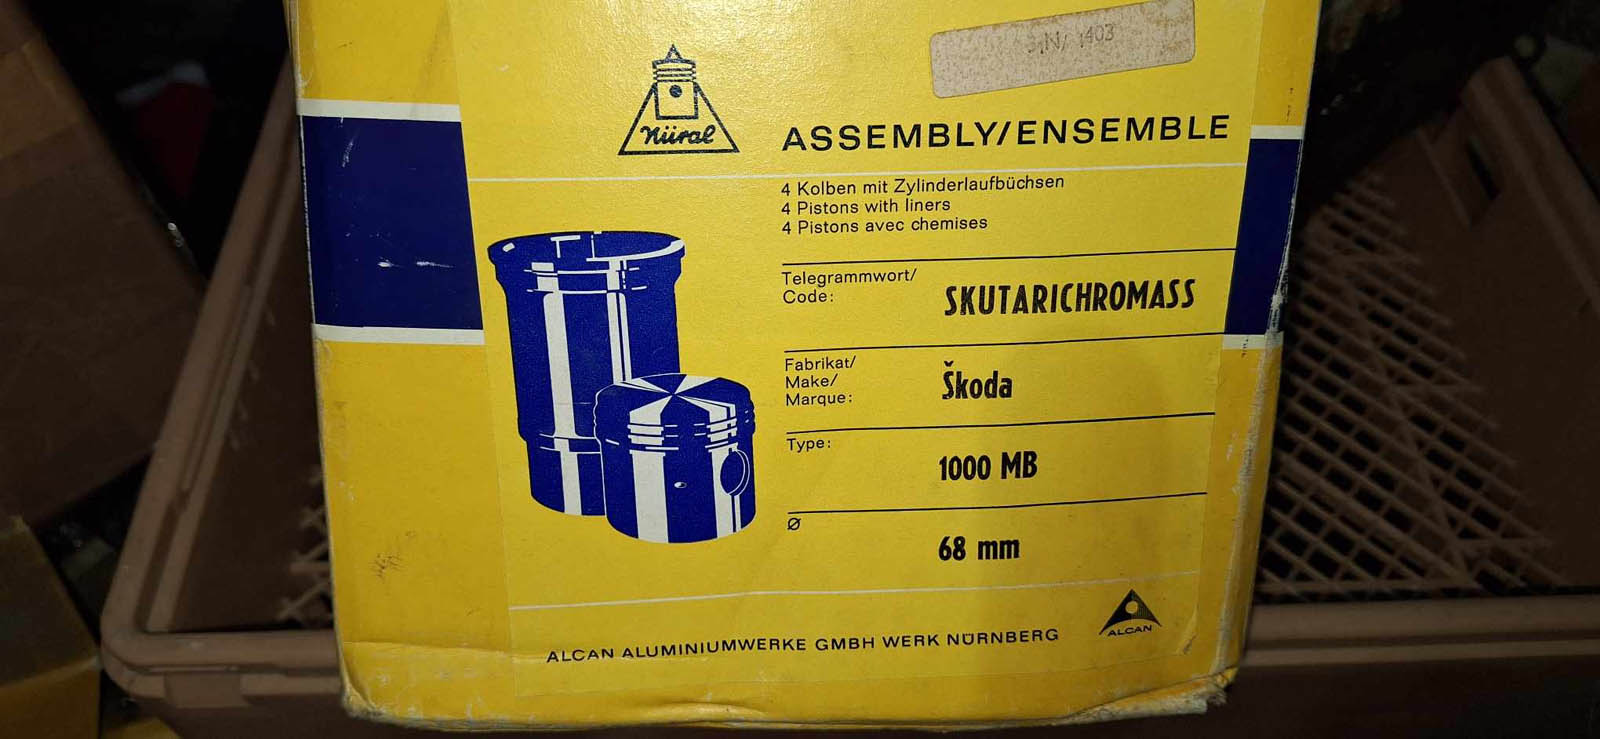 1403
Nüral
ASSEMBLY/ENSEMBLE
4 Kolben mit Zylinderlaufbüchsen
4 Pistons with liners
4 Pistons avec chemises
Telegrammwort/
Code:
SKUTARICHROMASS
Fabrikat/
Make/
Marque:
Škoda
Type:
1000 MB
Ø
68 mm
ALCAN ALUMINIUMWERKE GMBH WERK NÜRNBERG
ALCAN